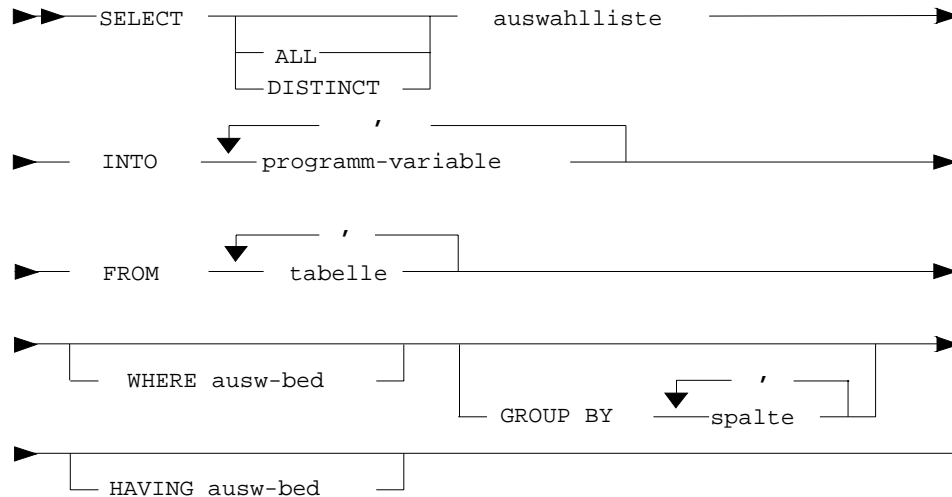 SELECT auswahlliste
ALL
DISTINCT
,
INTO programm-variable
,
FROM tabelle
WHERE ausw-bed
,
GROUP BY spalte
HAVING ausw-bed